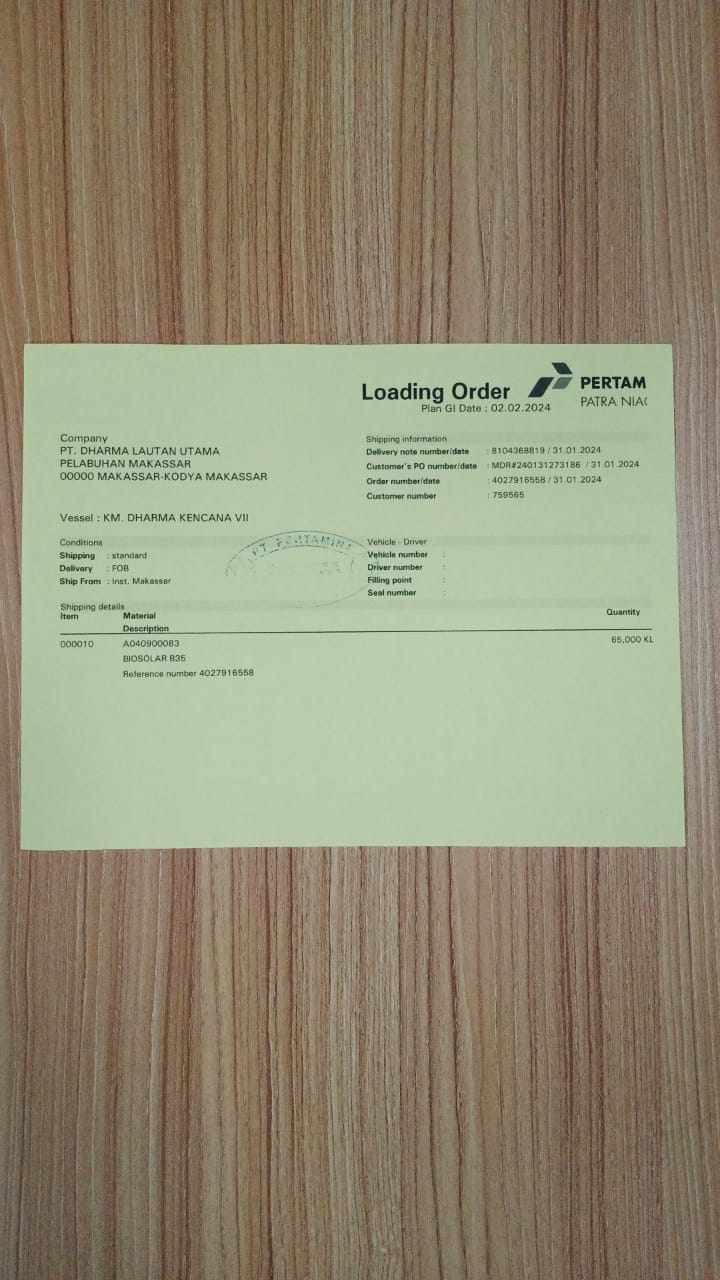 Loading Order
Plan GI Date : 02.02.2024
PERTAM
PATRA NIAG
Company
PT. DHARMA LAUTAN UTAMA
PELABUHAN MAKASSAR
00000 MAKASSAR-KODYA MAKASSAR
Vessel : KM. DHARMA KENCANA VII
Shipping information
Delivery note number/date : 8104368819 / 31.01.2024
Customer's PO number/date : MDR#240131273186 / 31.01.2024
Order number/date : 4027916558 / 31.01.2024
Customer number : 759565
Conditions
Shipping : standard
Delivery : FOB
Ship From : Inst. Makassar
PT. PERTAMINA
Vehicle - Driver
Vehicle number :
Driver number :
Filling point :
Seal number :
Shipping details
Item Material Quantity
Description
000010 A040900083 65,000 KL
BIOSOLAR B35
Reference number 4027916558